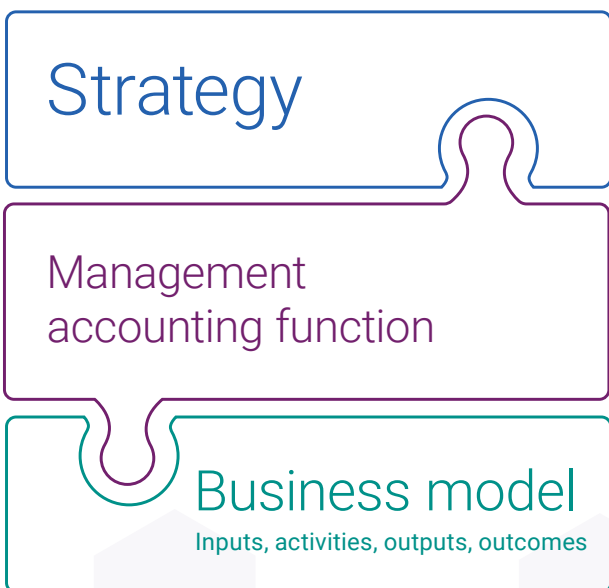 Strategy
Management
accounting function
Business model
Inputs, activities, outputs, outcomes